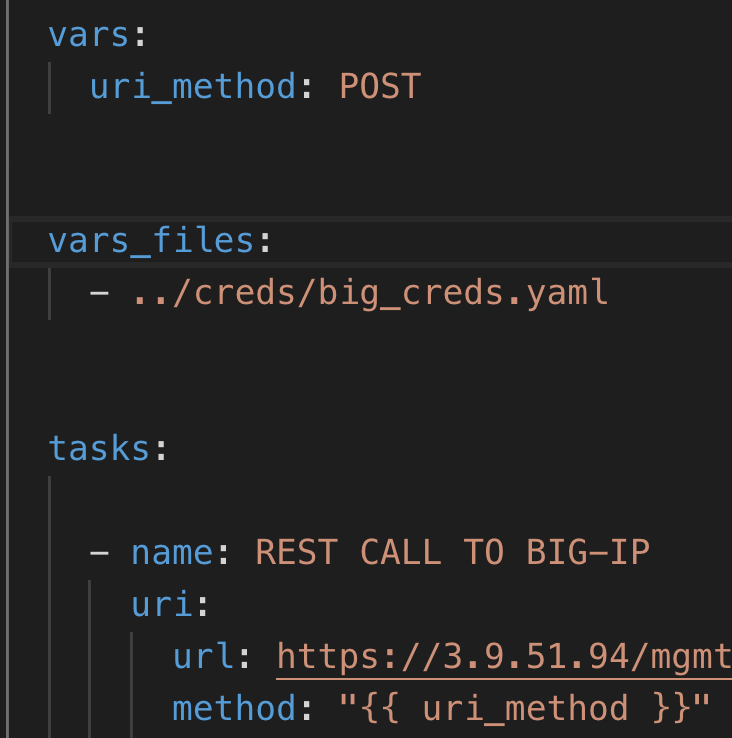 vars:
uri_method: POST
vars_files:
- ../creds/big_creds.yaml
tasks:
- name: REST CALL TO BIG-IP
uri:
url: https://3.9.51.94/mgmt
method: "{{ uri_method }}"